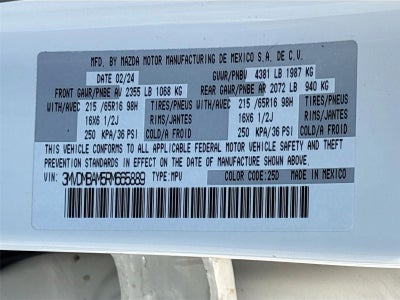 MFD. BY MAZDA MOTOR MANUFACTURING DE MEXICO S.A. DE C.V.
DATE 02/24 GVWR/PNBV 4381 LB 1987 KG
FRONT GAWR/PNBE AV 2355 LB 1068 KG REAR GAWR/PNBE AR 2072 LB 940 KG
WITH/AVEC 215 /65R16 98H TIRES/PNEUS WITH/AVEC 215 /65R16 98H TIRES/PNEUS
16X6 1/2J RIMS/JANTES 16X6 1/2J RIMS/JANTES
250 KPA/36 PSI COLD/A FROID 250 KPA/36 PSI COLD/A FROID
THIS VEHICLE CONFORMS TO ALL APPLICABLE FEDERAL MOTOR VEHICLE SAFETY AND THEFT
PREVENTION STANDARDS IN EFFECT ON THE DATE OF MANUFACTURE SHOWN ABOVE.
VIN: 3MVDMBAM5RM665889 TYPE:MPV COLOR CODE:25D
MADE IN MEXICO